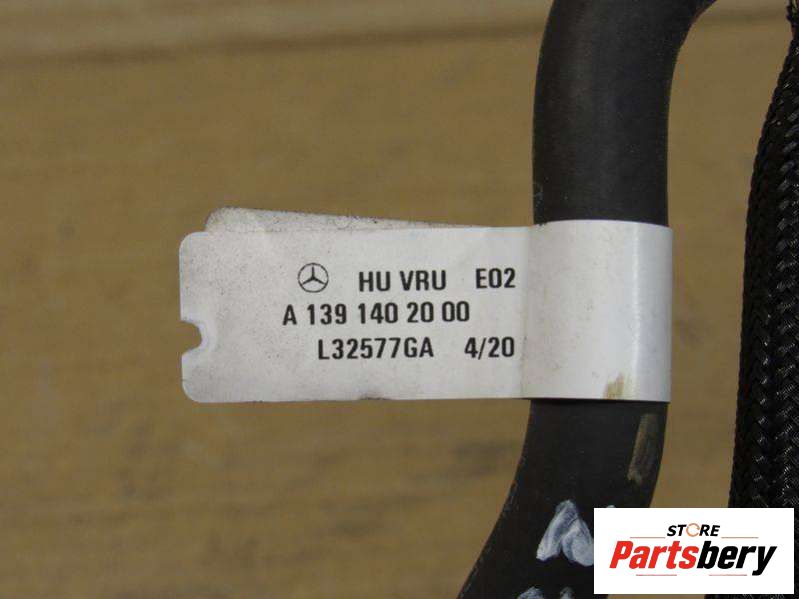 HU VRU E02
A 139 140 20 00
L32577GA 4/20
STORE
Partsbery